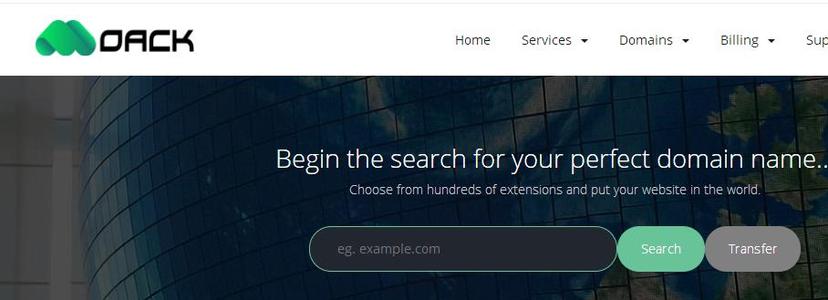 OACK
Home Services Domains Billing Sup
Begin the search for your perfect domain name..
Choose from hundreds of extensions and put your website in the world.
eg. example.com Search Transfer